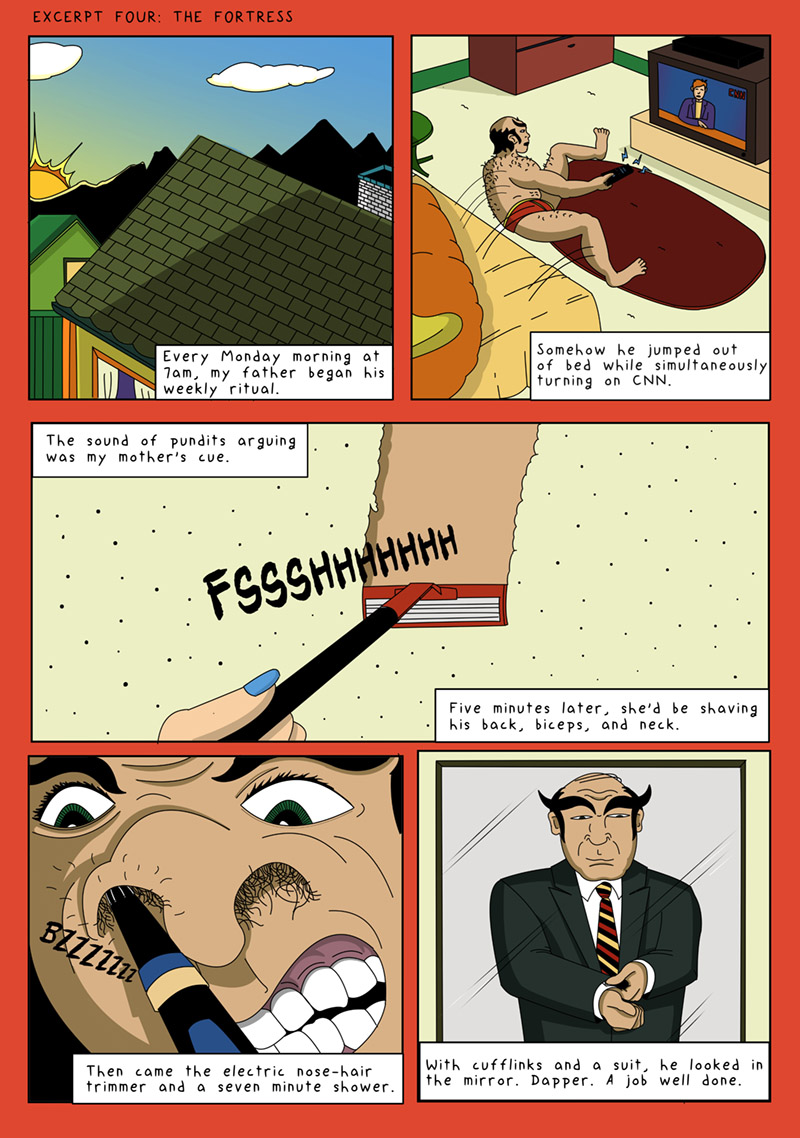 EXCERPT FOUR: THE FORTRESS
Every Monday morning at
7am, my father began his
weekly ritual.
CNN
Somehow he jumped out
of bed while simultaneously
turning on CNN.
The sound of pundits arguing
was my mother's cue.
FSSSHHHHHHH
Five minutes later, she'd be shaving
his back, biceps, and neck.
BZZZZZZZ
Then came the electric nose-hair
trimmer and a seven minute shower.
With cufflinks and a suit, he looked in
the mirror. Dapper. A job well done.